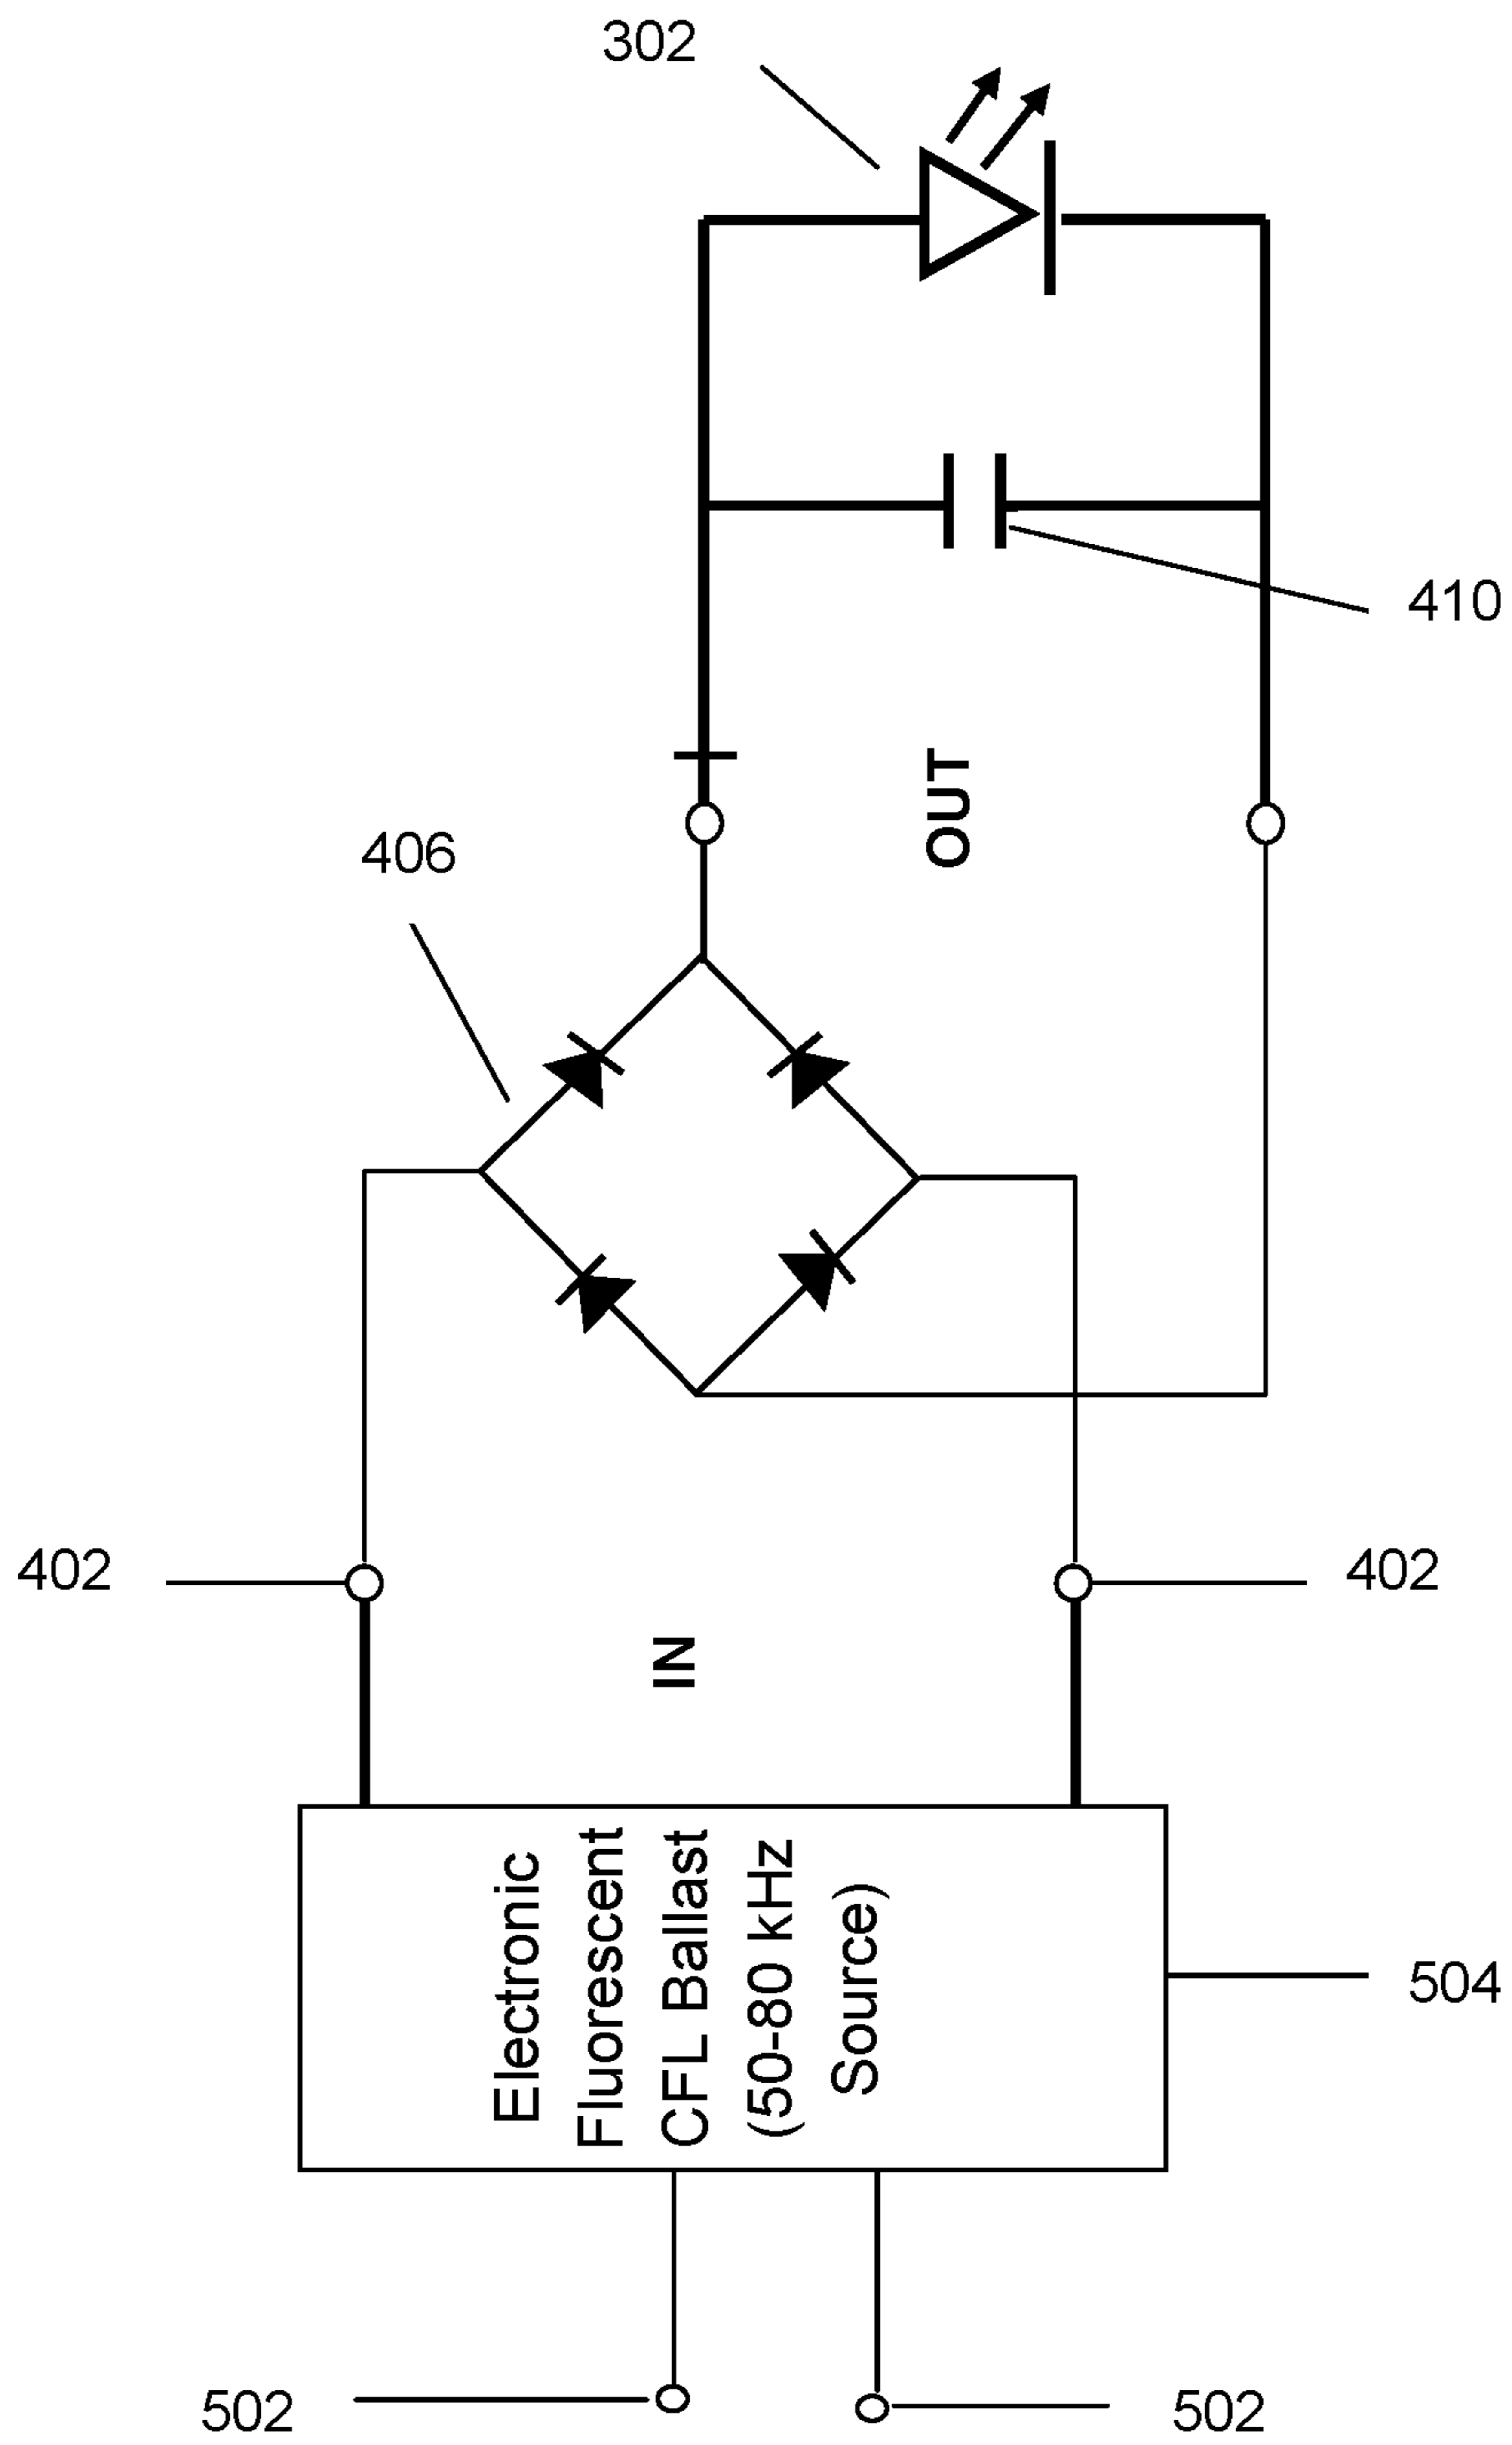 302
410
OUT
406
402
402
IN
Electronic
Fluorescent
CFL Ballast
(50-80 kHz
Source)
504
502
502